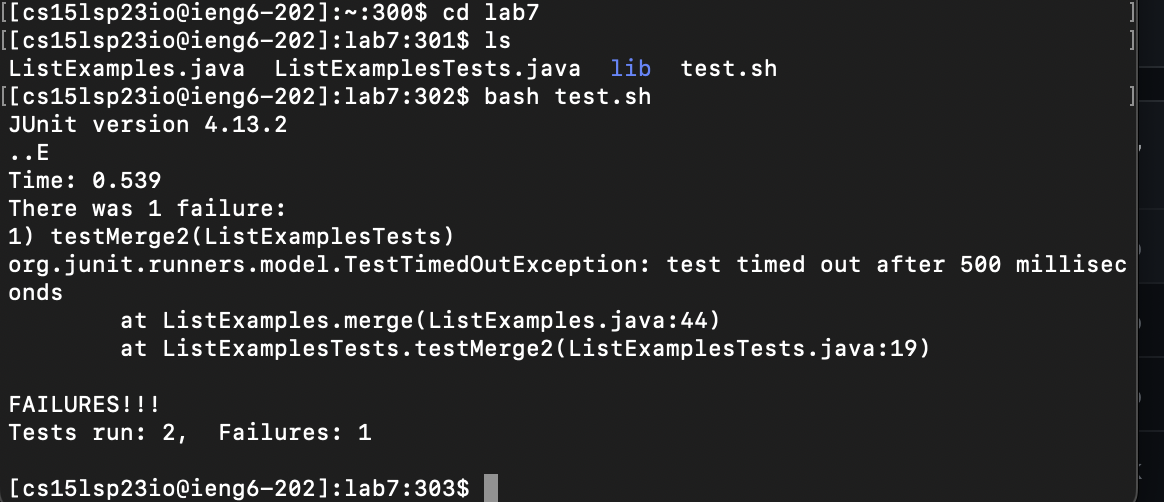 [[cs15lsp23io@ieng6-202]:~:300$ cd lab7 ]
[[cs15lsp23io@ieng6-202]:lab7:301$ ls ]
ListExamples.java  ListExamplesTests.java  lib  test.sh
[[cs15lsp23io@ieng6-202]:lab7:302$ bash test.sh ]
JUnit version 4.13.2
..E
Time: 0.539
There was 1 failure:
1) testMerge2(ListExamplesTests)
org.junit.runners.model.TestTimedOutException: test timed out after 500 millisec
onds
        at ListExamples.merge(ListExamples.java:44)
        at ListExamplesTests.testMerge2(ListExamplesTests.java:19)
FAILURES!!!
Tests run: 2,  Failures: 1
[cs15lsp23io@ieng6-202]:lab7:303$